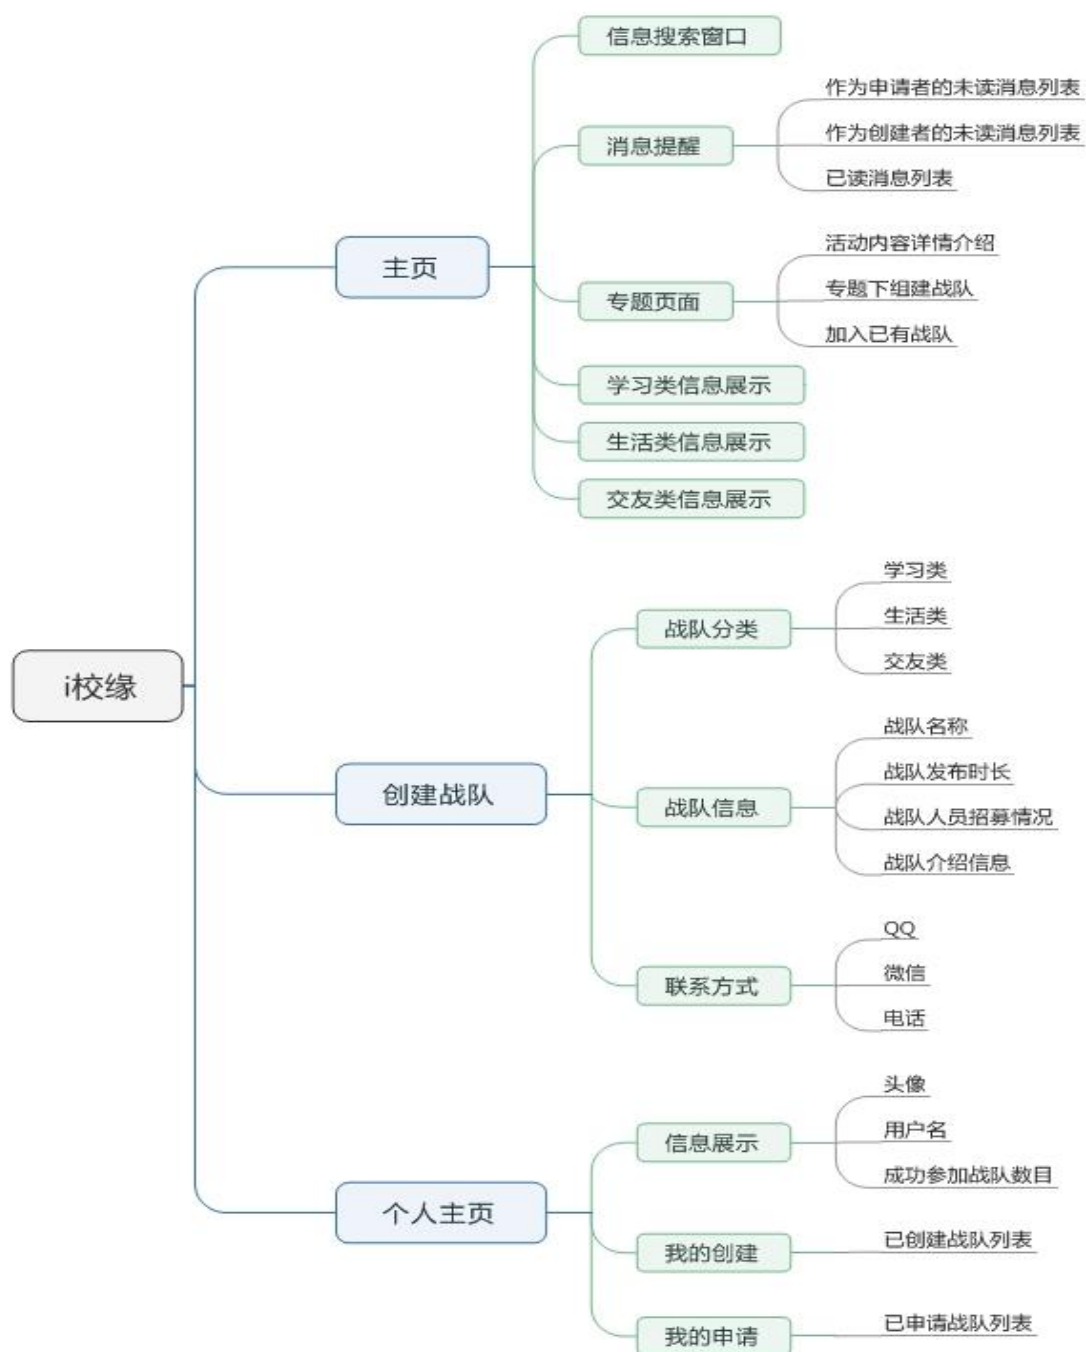 i校缘
主页
信息搜索窗口
消息提醒
作为申请者的未读消息列表
作为创建者的未读消息列表
已读消息列表
专题页面
活动内容详情介绍
专题下组建战队
加入已有战队
学习类信息展示
生活类信息展示
交友类信息展示
创建战队
战队分类
学习类
生活类
交友类
战队信息
战队名称
战队发布时长
战队人员招募情况
战队介绍信息
联系方式
QQ
微信
电话
个人主页
信息展示
头像
用户名
成功参加战队数目
我的创建
已创建战队列表
我的申请
已申请战队列表